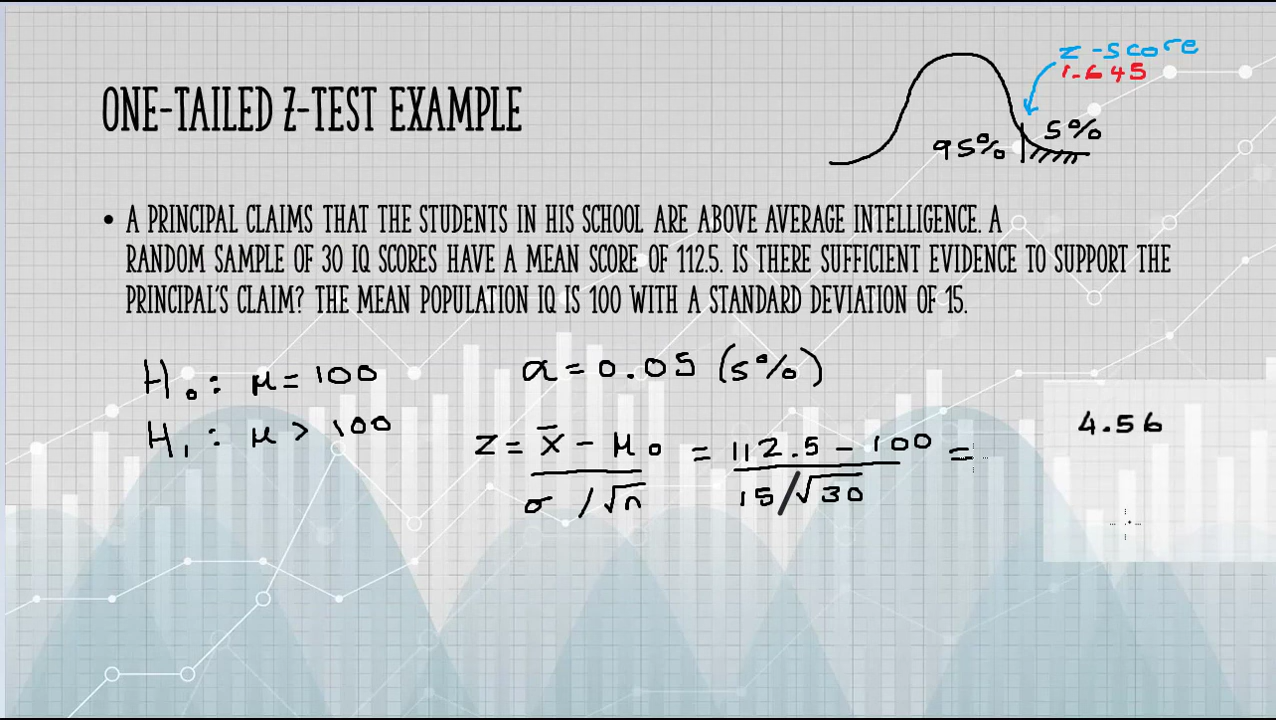 z-score
1.645
95%
5%
ONE-TAILED Z-TEST EXAMPLE
• A PRINCIPAL CLAIMS THAT THE STUDENTS IN HIS SCHOOL ARE ABOVE AVERAGE INTELLIGENCE. A
RANDOM SAMPLE OF 30 IQ SCORES HAVE A MEAN SCORE OF 112.5. IS THERE SUFFICIENT EVIDENCE TO SUPPORT THE
PRINCIPAL'S CLAIM? THE MEAN POPULATION IQ IS 100 WITH A STANDARD DEVIATION OF 15.
H₀: μ = 100
α = 0.05 (5%)
H₁: μ > 100
z = x̄ - μ₀ = 112.5 - 100 =
σ /√n 15/√30
4.56